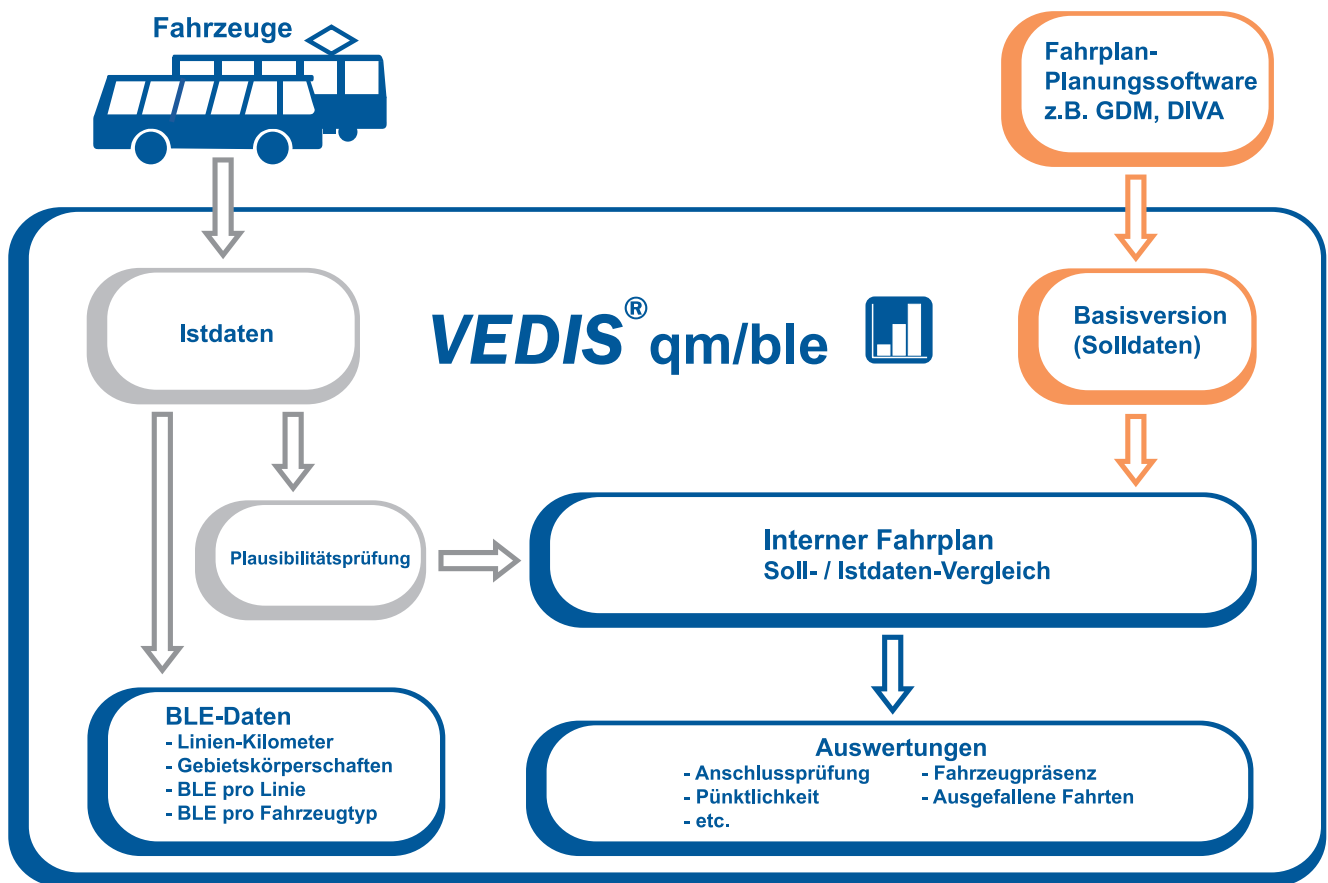 Fahrzeuge
Fahrplan-
Planungssoftware
z.B. GDM, DIVA
Istdaten
VEDIS® qm/ble
Basisversion
(Solldaten)
Plausibilitätsprüfung
Interner Fahrplan
Soll- / Istdaten-Vergleich
BLE-Daten
- Linien-Kilometer
- Gebietskörperschaften
- BLE pro Linie
- BLE pro Fahrzeugtyp
Auswertungen
- Anschlussprüfung
- Pünktlichkeit
- etc.
- Fahrzeugpräsenz
- Ausgefallene Fahrten